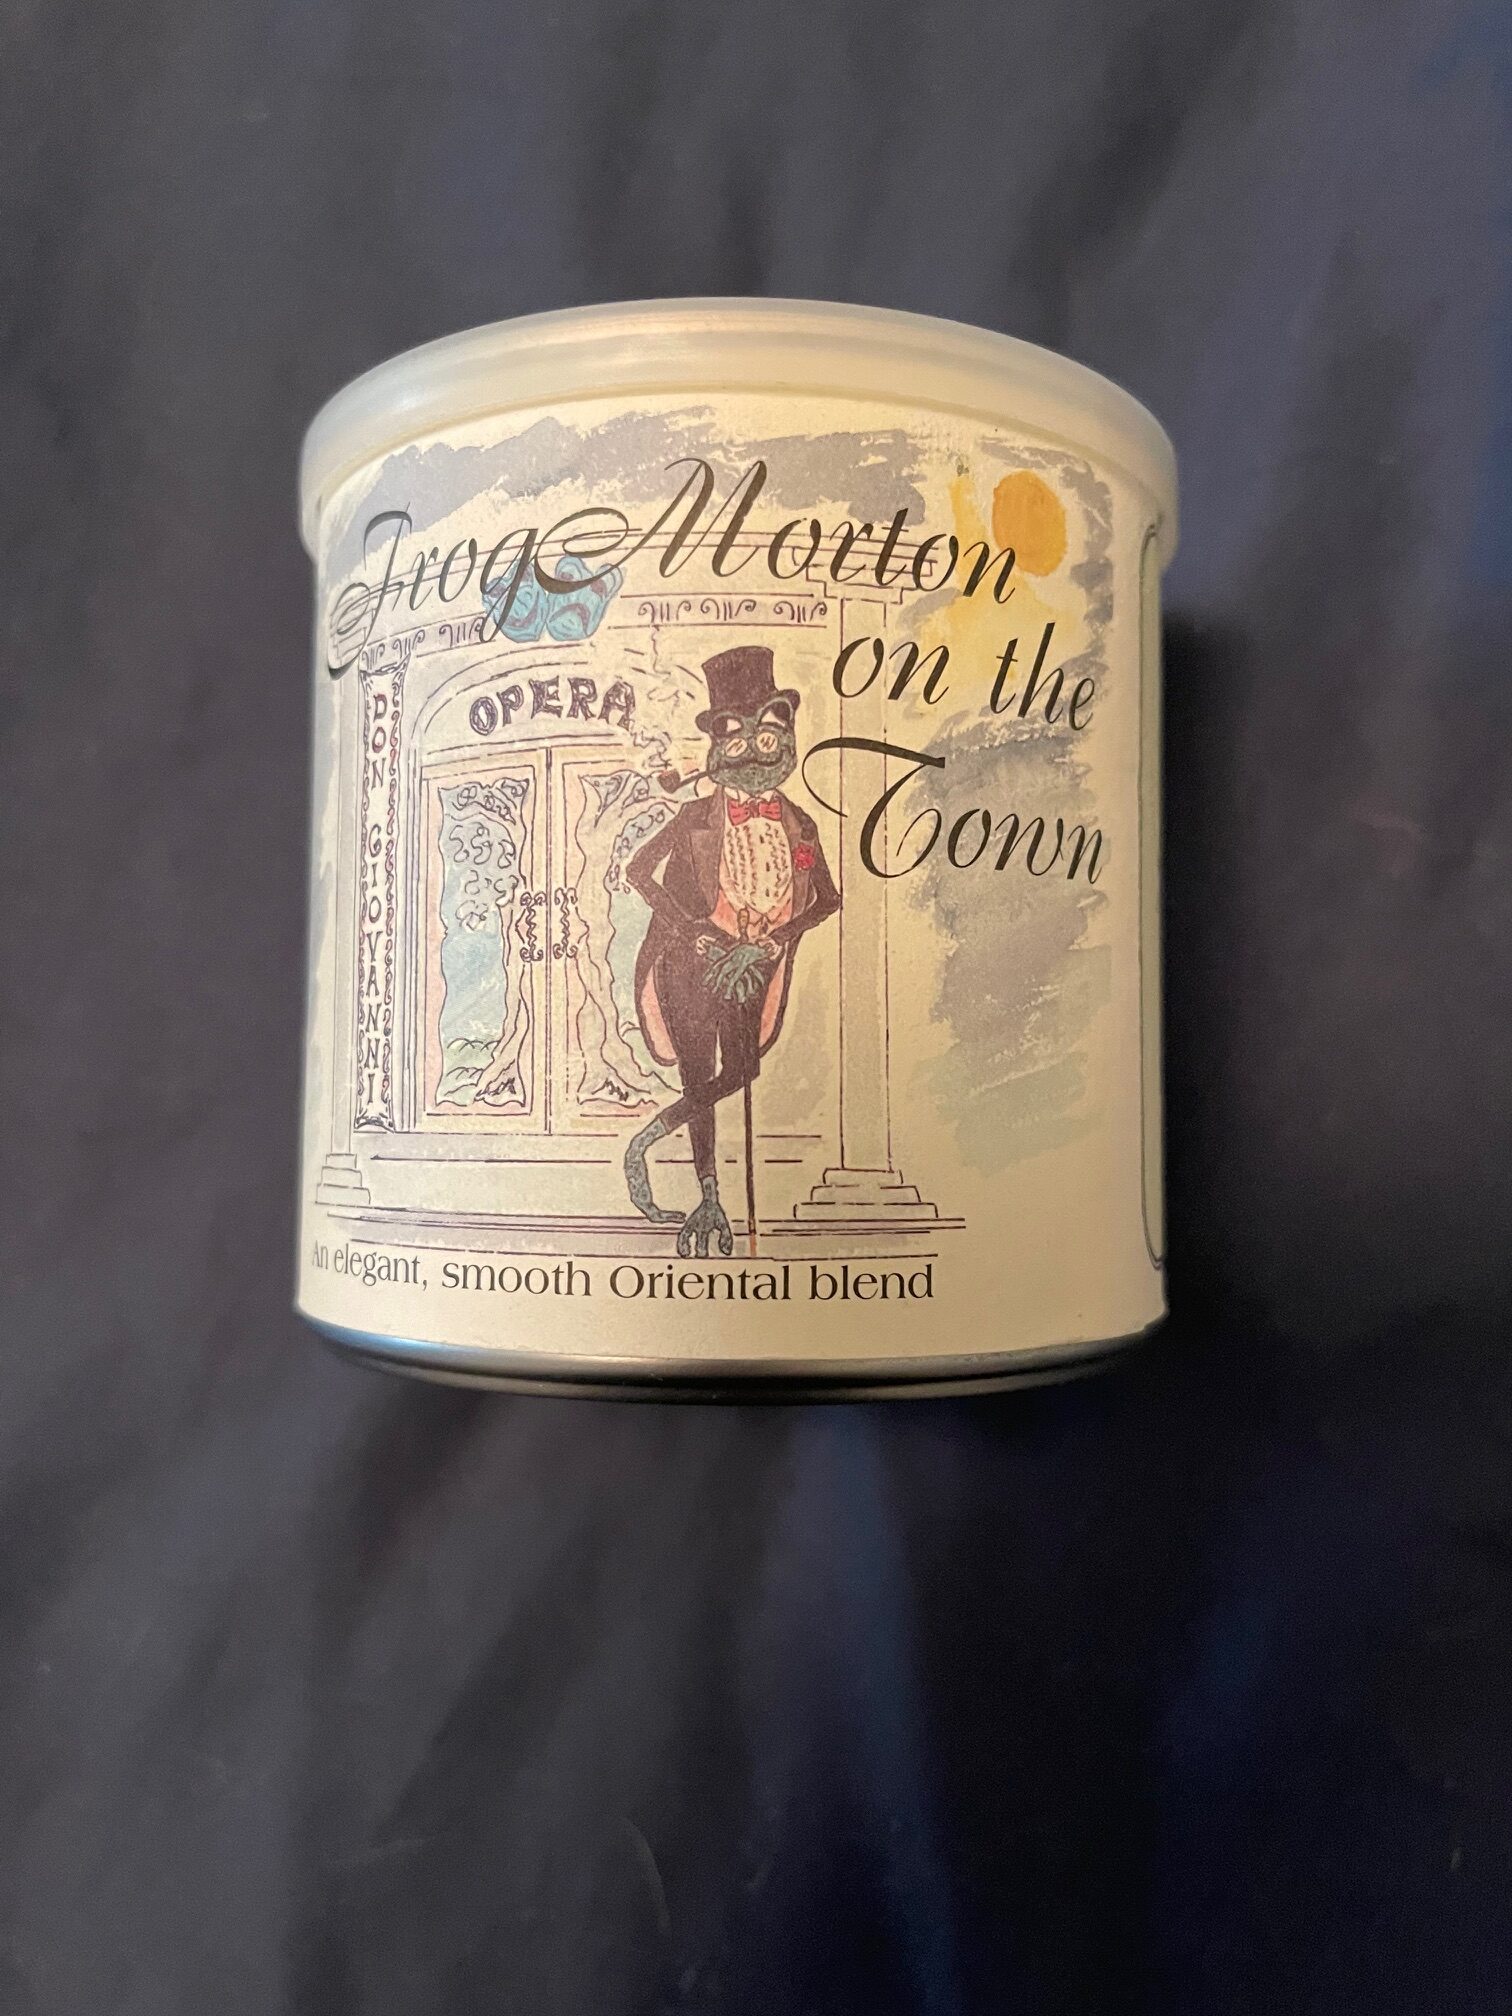 Frog Morton
on the
Town
OPERA
DON GIOVANNI
An elegant, smooth Oriental blend